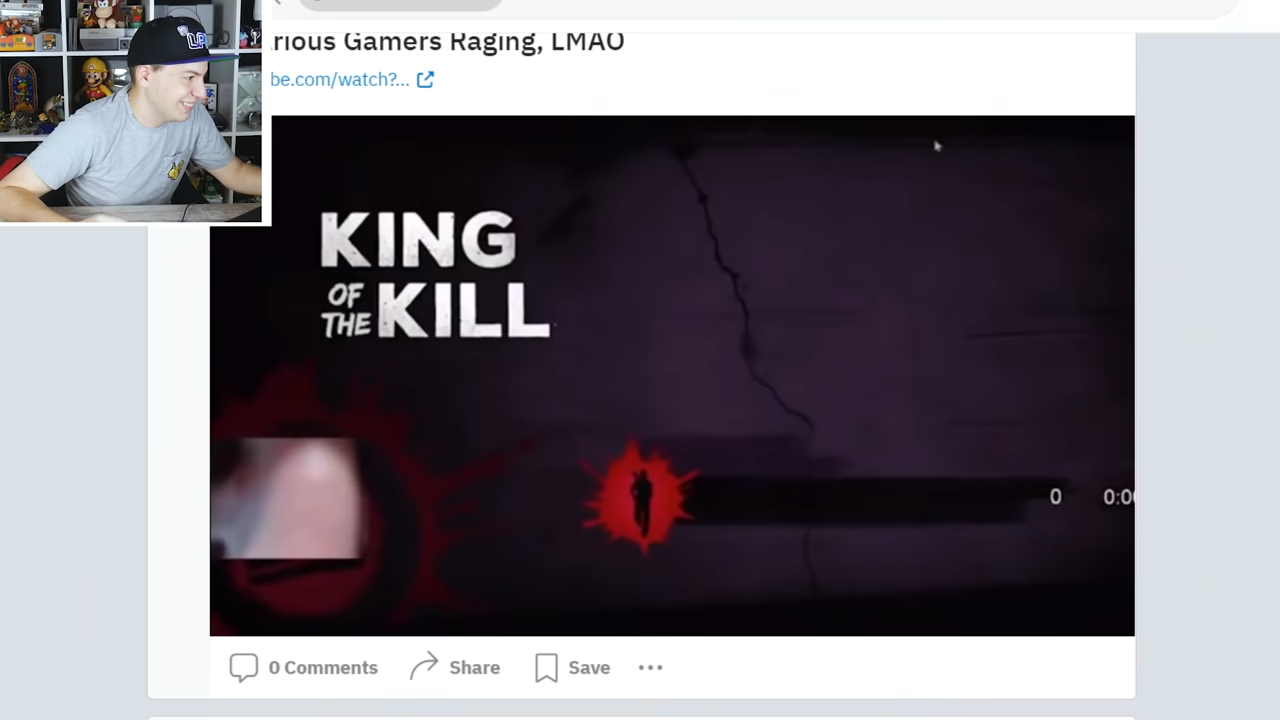 rious Gamers Raging, LMAO
be.com/watch?...
KING
OF THE KILL
0 0:0
0 Comments Share Save